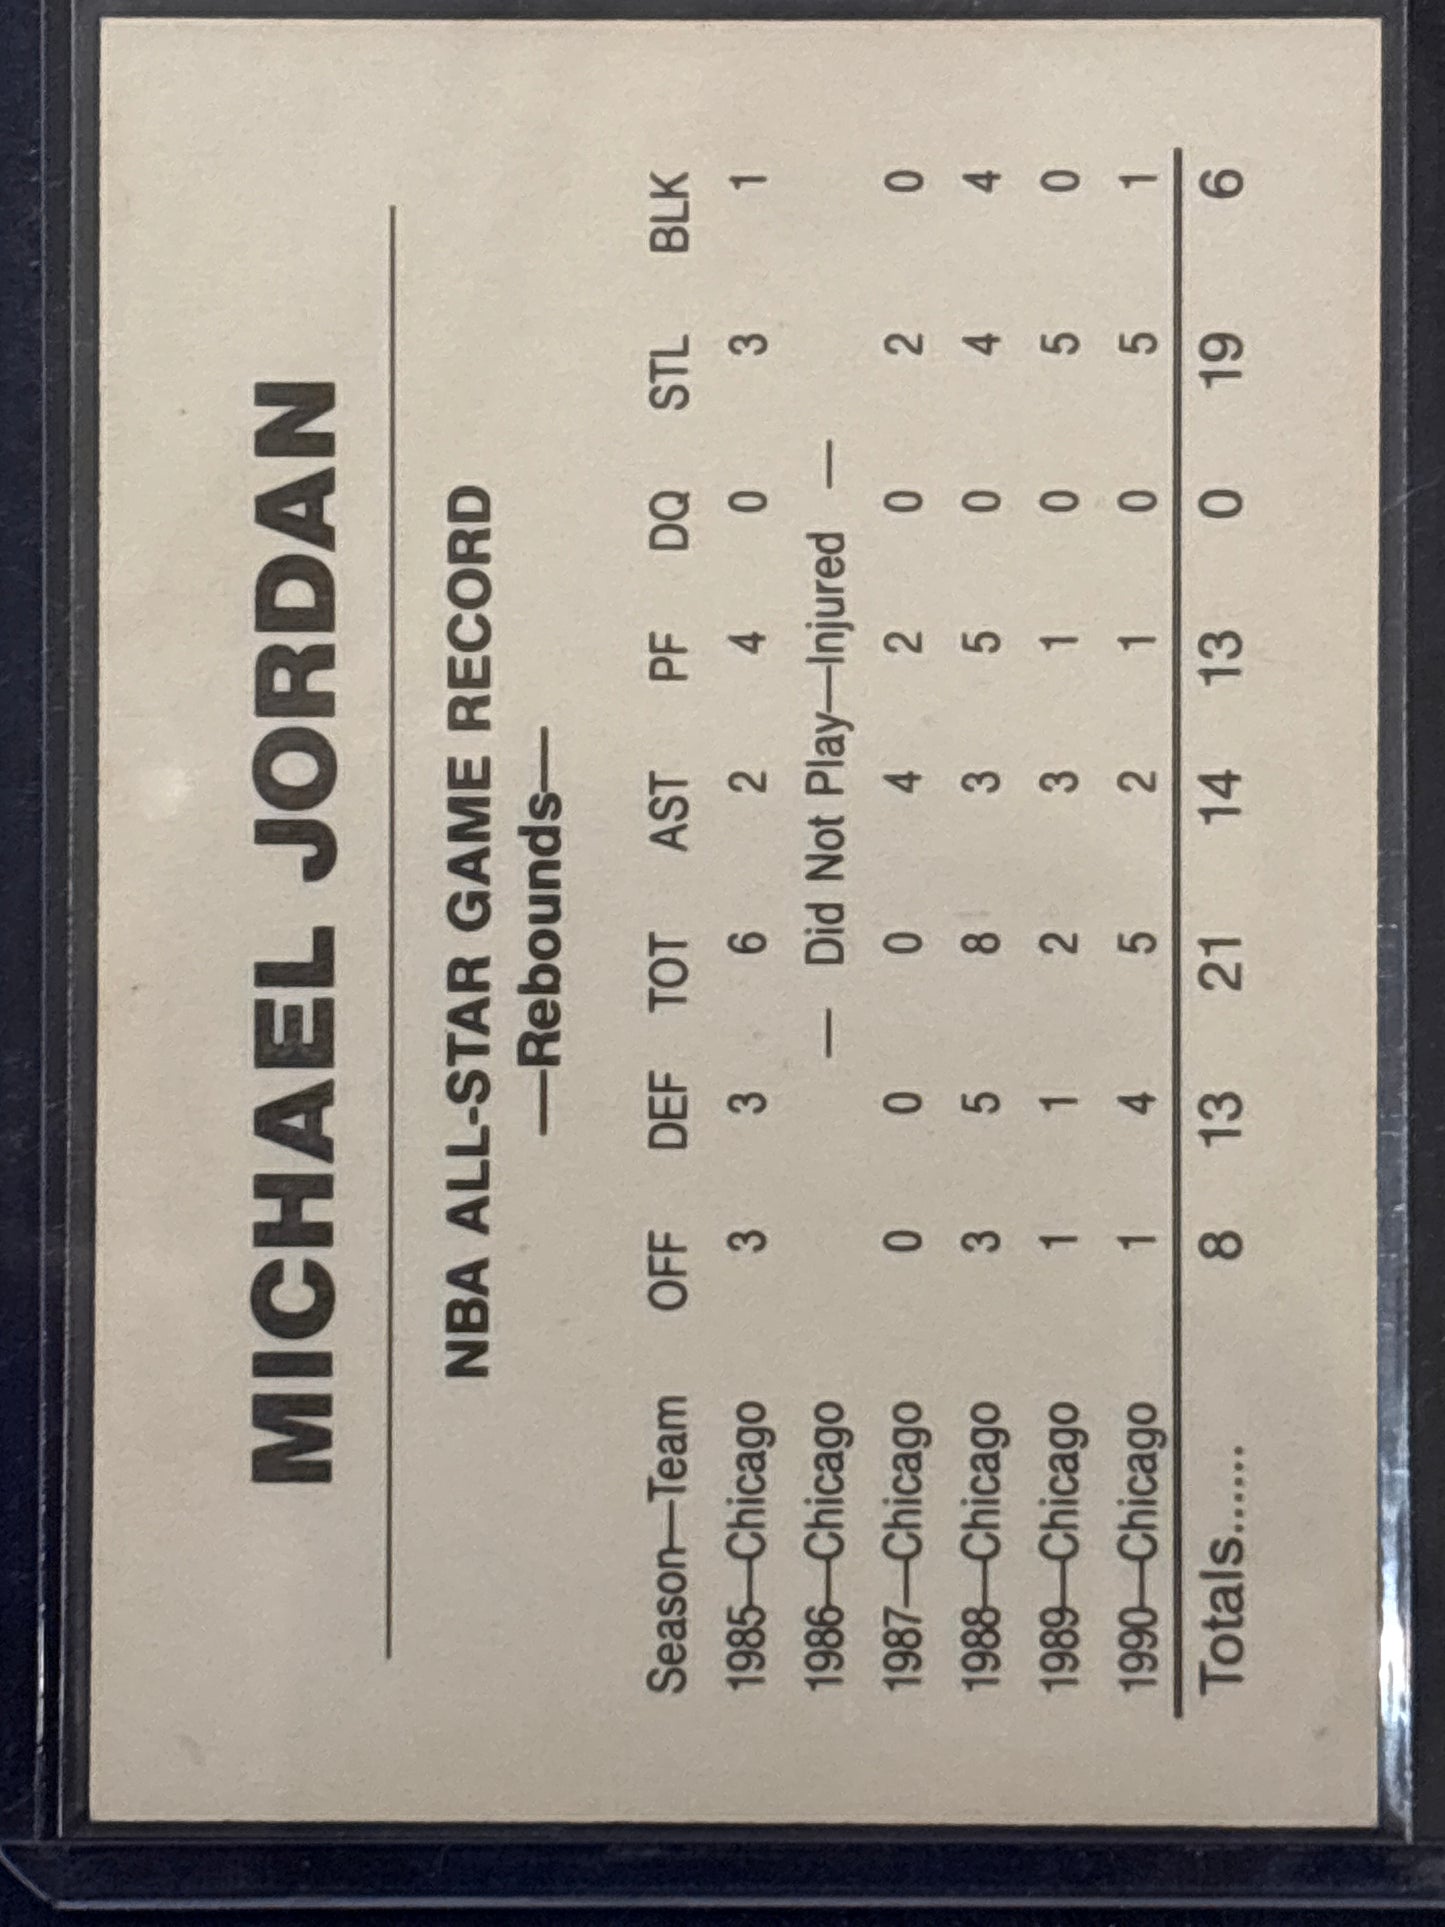 MICHAEL JORDAN
NBA ALL-STAR GAME RECORD
—Rebounds—
Season—Team OFF DEF TOT AST PF DQ STL BLK
1985—Chicago 3 3 6 2 4 0 3 1
1986—Chicago — Did Not Play—Injured —
1987—Chicago 0 0 0 4 2 0 2 0
1988—Chicago 3 5 8 3 5 0 4 4
1989—Chicago 1 1 2 3 1 0 5 0
1990—Chicago 1 4 5 2 1 0 5 1
Totals...... 8 13 21 14 13 0 19 6